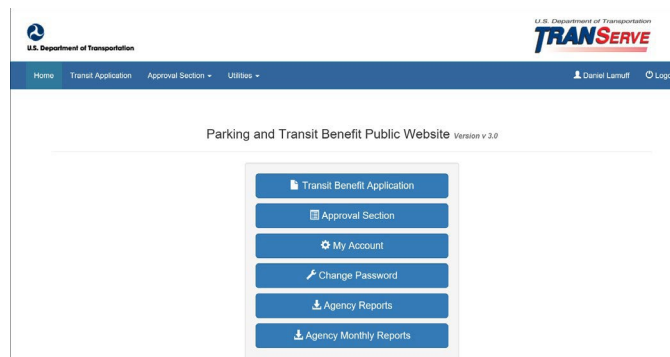 U.S. Department of Transportation
U.S. Department of Transportation
TRANSERVE
Home Transit Application Approval Section Utilities Daniel Lamuff Logo
Parking and Transit Benefit Public Website Version v 3.0
Transit Benefit Application
Approval Section
My Account
Change Password
Agency Reports
Agency Monthly Reports